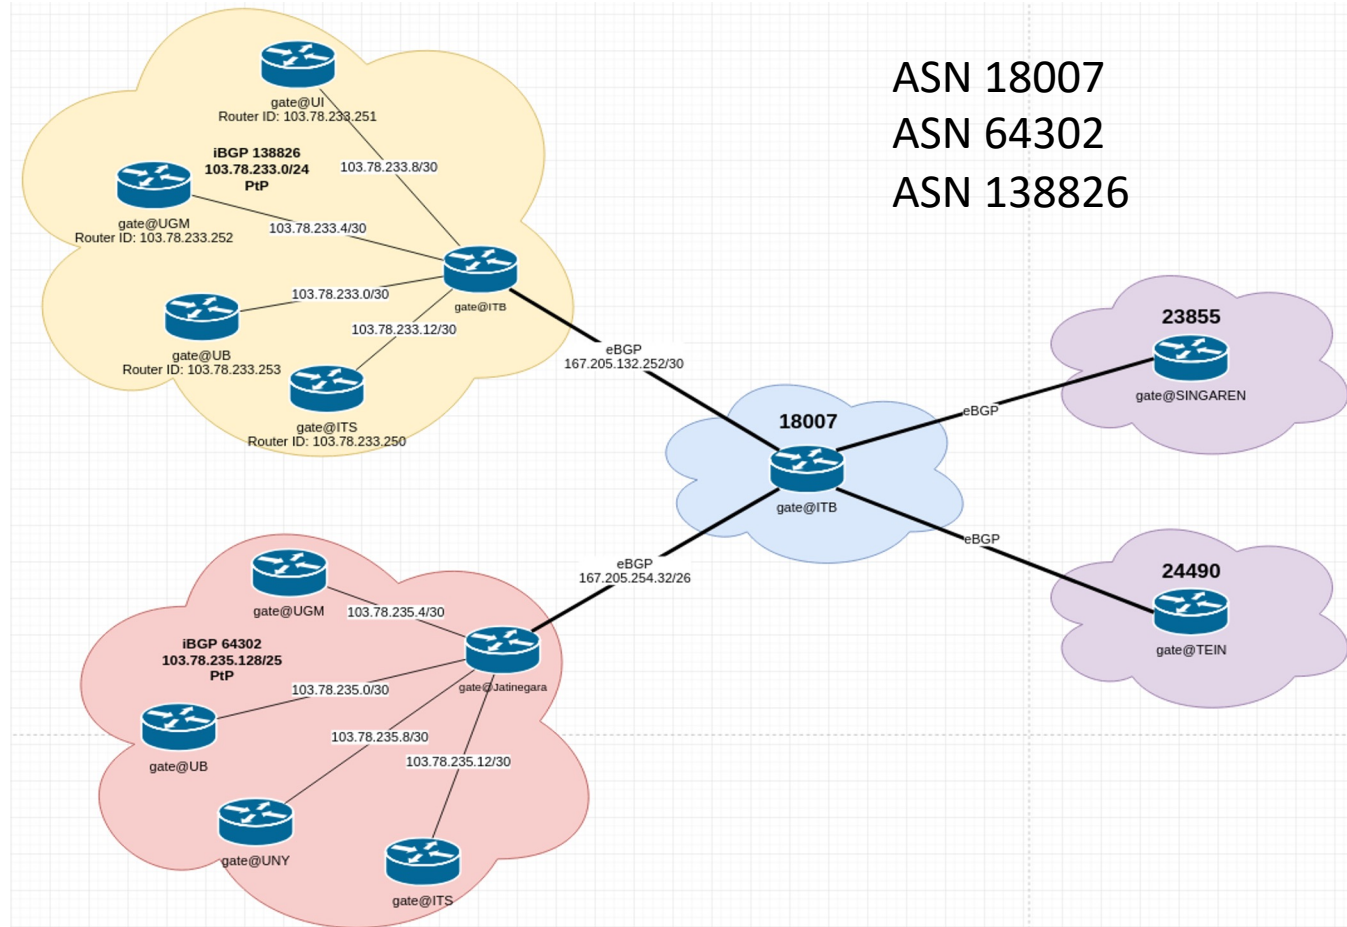 ASN 18007
ASN 64302
ASN 138826
gate@UI
Router ID: 103.78.233.251
iBGP 138826
103.78.233.0/24
PtP
103.78.233.8/30
gate@UGM
Router ID: 103.78.233.252
103.78.233.4/30
103.78.233.0/30
gate@ITB
103.78.233.12/30
gate@UB
Router ID: 103.78.233.253
gate@ITS
Router ID: 103.78.233.250
eBGP
167.205.132.252/30
18007
gate@ITB
eBGP
23855
gate@SINGAREN
eBGP
24490
gate@TEIN
eBGP
167.205.254.32/26
gate@UGM
103.78.235.4/30
iBGP 64302
103.78.235.128/25
PtP
gate@Jatinegara
103.78.235.0/30
gate@UB
103.78.235.8/30
103.78.235.12/30
gate@UNY
gate@ITS